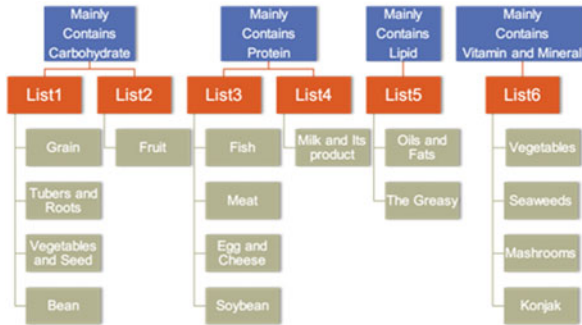 Mainly
Contains
Carbohydrate
Mainly
Contains
Protein
Mainly
Contains
Lipid
Mainly
Contains
Vitamin and Mineral
List1
List2
List3
List4
List5
List6
Grain
Fruit
Fish
Milk and Its
product
Oils and
Fats
Vegetables
Tubers and
Roots
Meat
The Greasy
Seaweeds
Vegetables
and Seed
Egg and
Cheese
Mashrooms
Bean
Soybean
Konjak